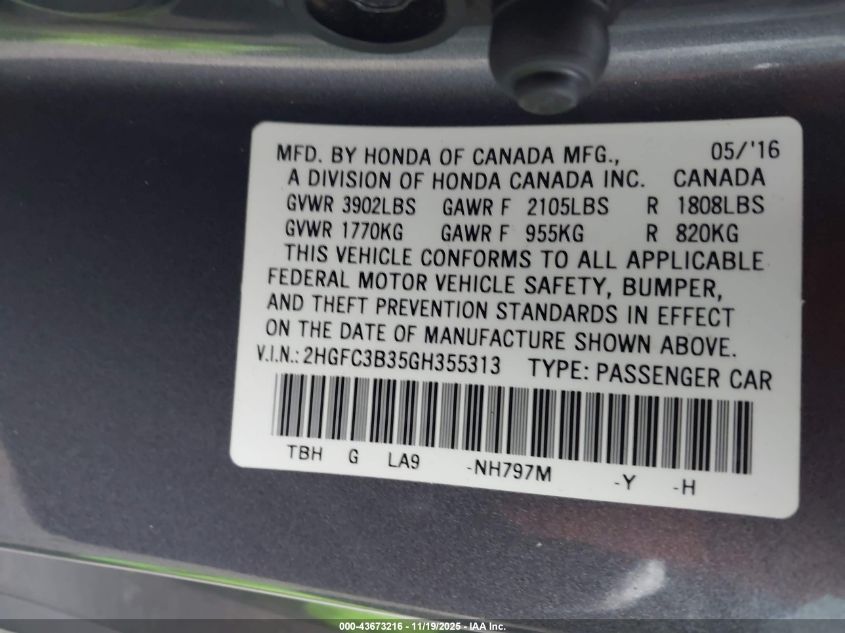 MFD. BY HONDA OF CANADA MFG., 05/'16
A DIVISION OF HONDA CANADA INC. CANADA
GVWR 3902LBS GAWR F 2105LBS R 1808LBS
GVWR 1770KG GAWR F 955KG R 820KG
THIS VEHICLE CONFORMS TO ALL APPLICABLE
FEDERAL MOTOR VEHICLE SAFETY, BUMPER,
AND THEFT PREVENTION STANDARDS IN EFFECT
ON THE DATE OF MANUFACTURE SHOWN ABOVE.
V.I.N.: 2HGFC3B35GH355313 TYPE: PASSENGER CAR
TBH G LA9 -NH797M -Y -H
000-43673216 - 11/19/2025 - IAA Inc.